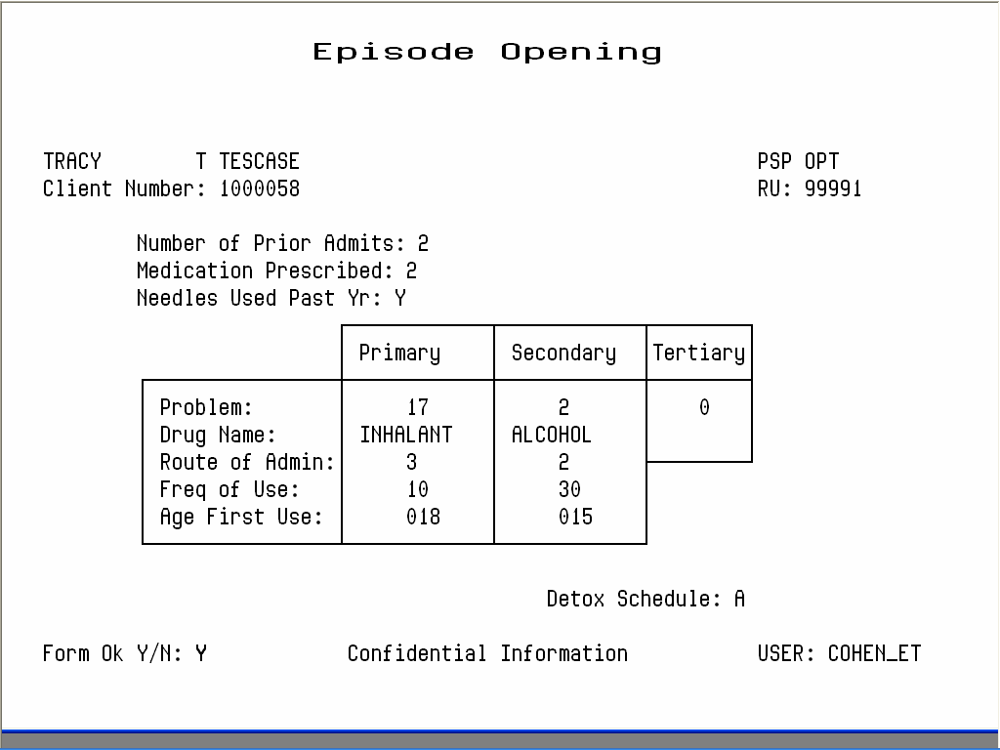 Episode Opening
TRACY T TESCASE PSP OPT
Client Number: 1000058 RU: 99991
Number of Prior Admits: 2
Medication Prescribed: 2
Needles Used Past Yr: Y
Primary Secondary Tertiary
Problem: 17 2 0
Drug Name: INHALANT ALCOHOL
Route of Admin: 3 2
Freq of Use: 10 30
Age First Use: 018 015
Detox Schedule: A
Form Ok Y/N: Y Confidential Information USER: COHEN_ET